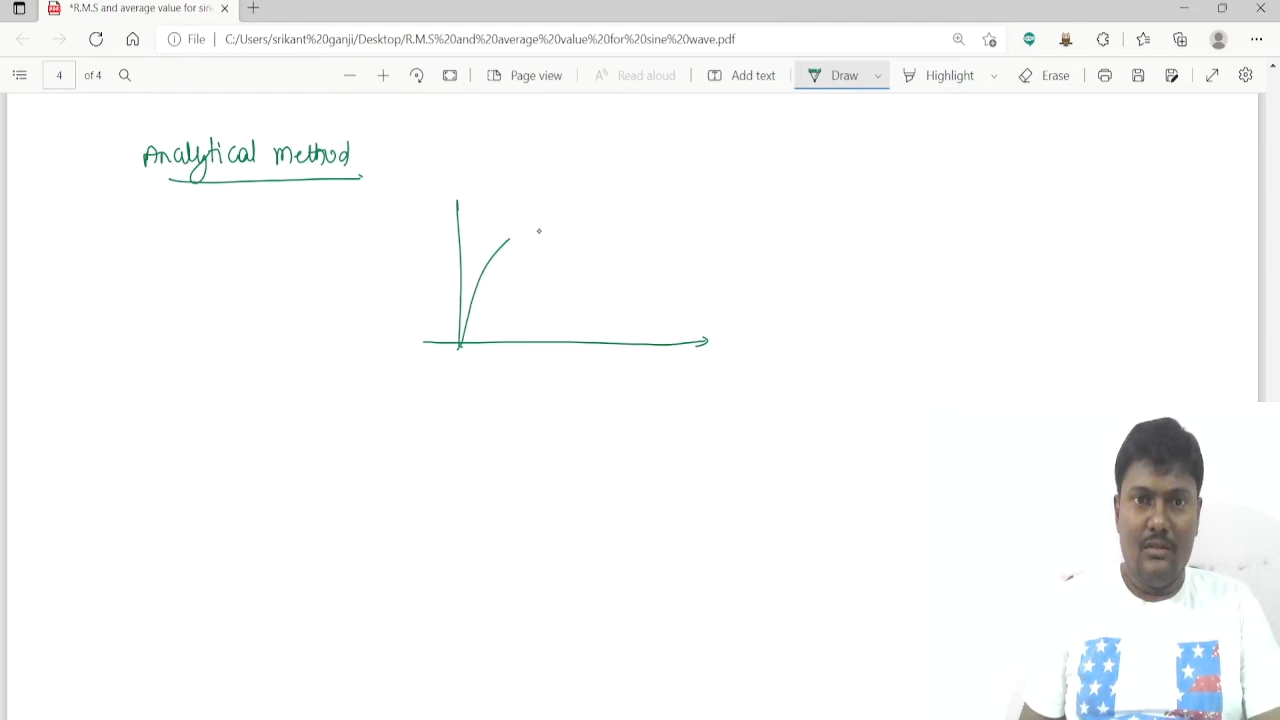 *R.M.S and average value for sin
File
C:/Users/srikant%20ganji/Desktop/R.M.S%20and%20average%20value%20for%20sine%20wave.pdf
4 of 4
Page view
Read aloud
Add text
Draw
Highlight
Erase
Analytical method